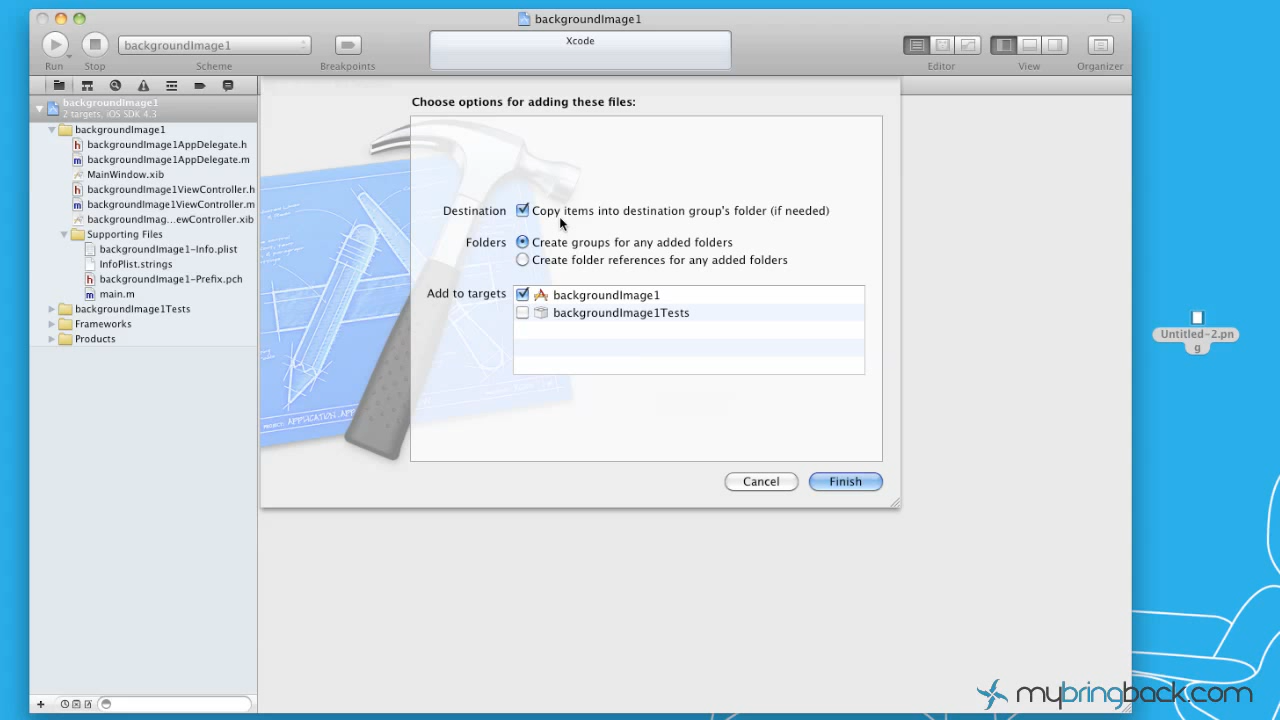 backgroundImage1
backgroundImage1
Xcode
Run
Stop
Scheme
Breakpoints
Editor
View
Organizer
backgroundImage1
2 targets, iOS SDK 4.3
backgroundImage1
backgroundImage1AppDelegate.h
backgroundImage1AppDelegate.m
MainWindow.xib
backgroundImage1ViewController.h
backgroundImage1ViewController.m
backgroundImag...ewController.xib
Supporting Files
backgroundImage1-Info.plist
InfoPlist.strings
backgroundImage1-Prefix.pch
main.m
backgroundImage1Tests
Frameworks
Products
Choose options for adding these files:
Destination
Copy items into destination group's folder (if needed)
Folders
Create groups for any added folders
Create folder references for any added folders
Add to targets
backgroundImage1
backgroundImage1Tests
Cancel
Finish
Untitled-2.pn
g
mybringback.com